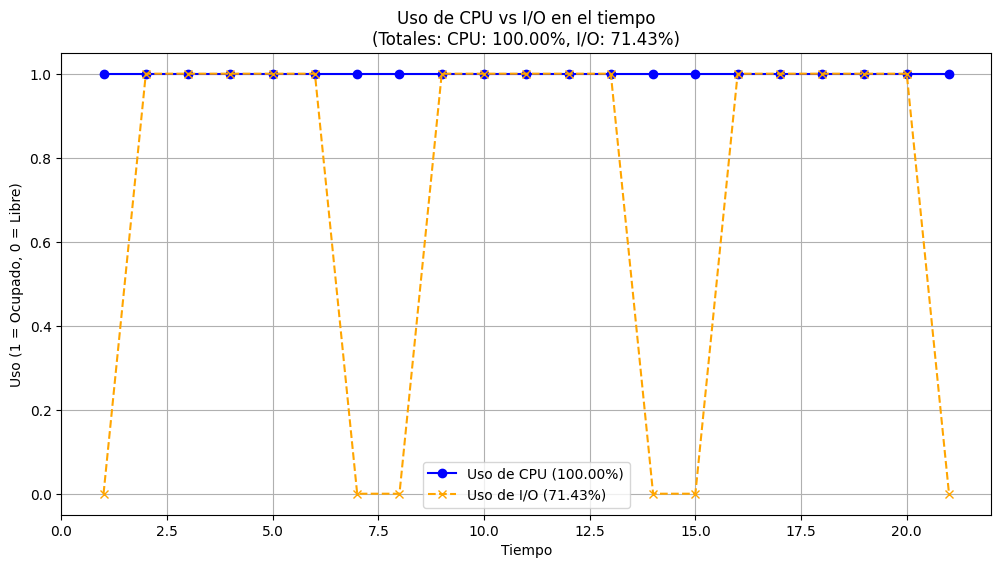 Uso de CPU vs I/O en el tiempo
(Totales: CPU: 100.00%, I/O: 71.43%)
Uso (1 = Ocupado, 0 = Libre)
1.0
0.8
0.6
0.4
0.2
0.0
Uso de CPU (100.00%)
Uso de I/O (71.43%)
0.0 2.5 5.0 7.5 10.0 12.5 15.0 17.5 20.0
Tiempo